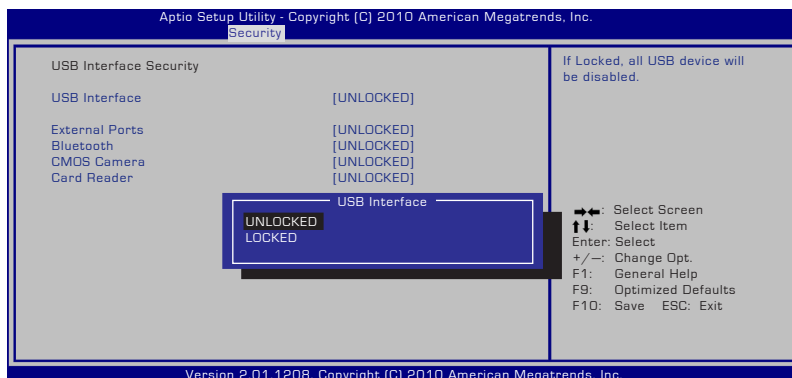 Aptio Setup Utility - Copyright (C) 2010 American Megatrends, Inc.
Security
USB Interface Security
USB Interface [UNLOCKED]
External Ports [UNLOCKED]
Bluetooth [UNLOCKED]
CMOS Camera [UNLOCKED]
Card Reader [UNLOCKED]
USB Interface
UNLOCKED
LOCKED
If Locked, all USB device will
be disabled.
→←: Select Screen
↑↓: Select Item
Enter: Select
+/—: Change Opt.
F1: General Help
F9: Optimized Defaults
F10: Save ESC: Exit
Version 2.01.1208. Copyright (C) 2010 American Megatrends, Inc.